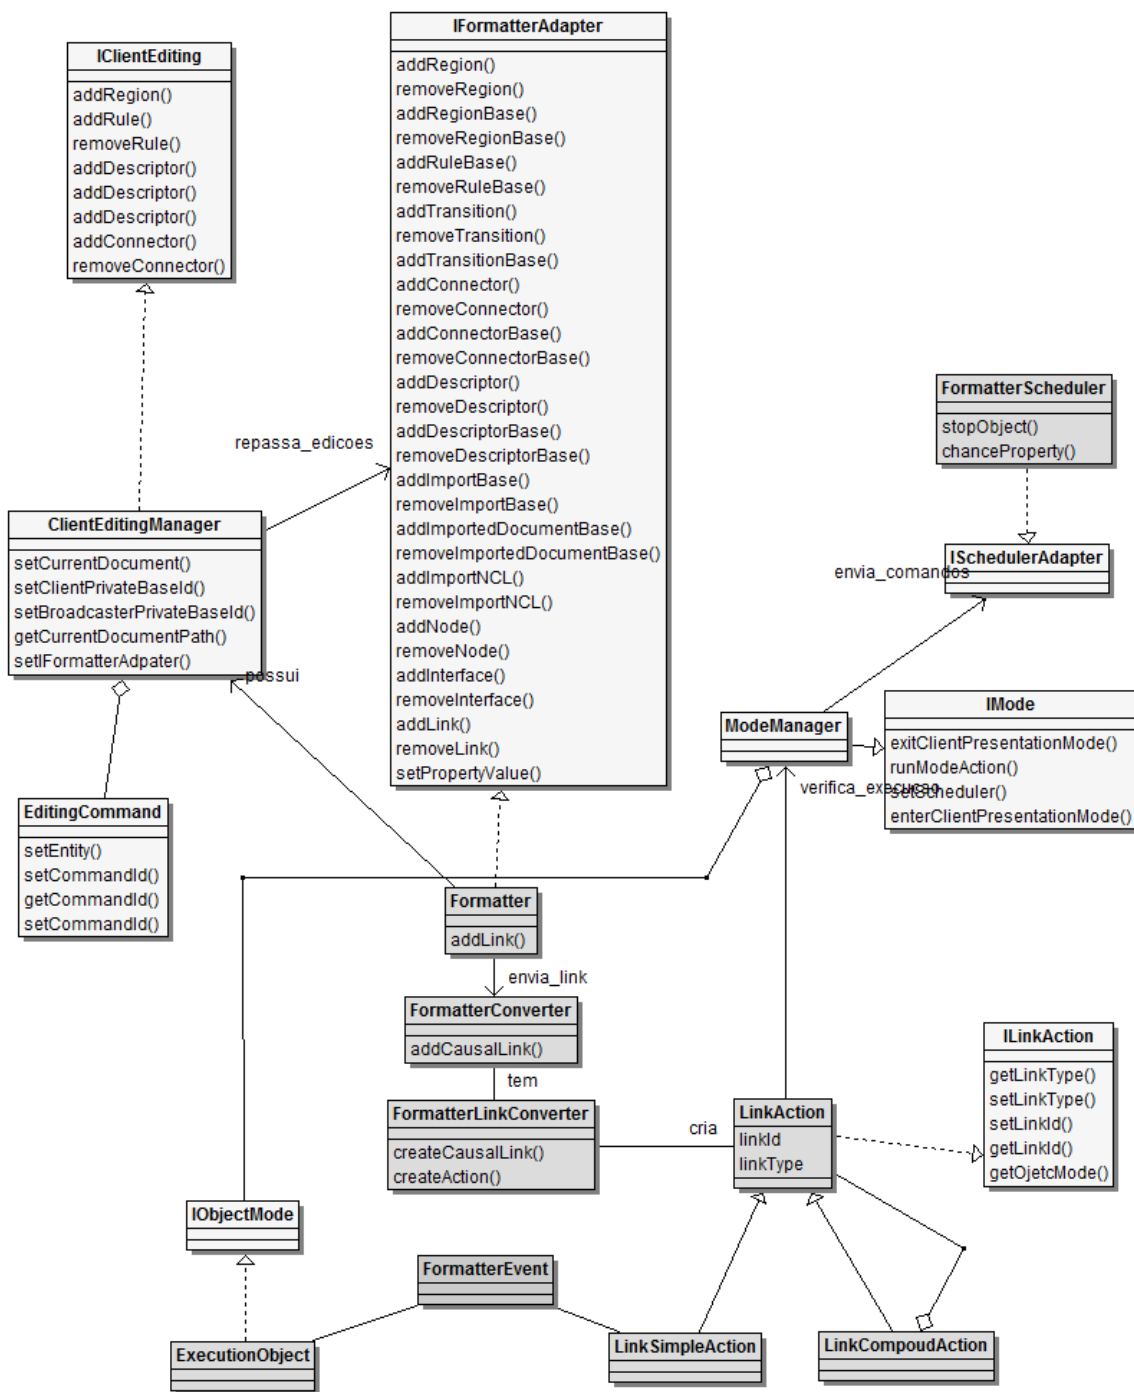 IClientEditing
addRegion()
addRule()
removeRule()
addDescriptor()
addDescriptor()
addDescriptor()
addConnector()
removeConnector()
IFormatterAdapter
addRegion()
removeRegion()
addRegionBase()
removeRegionBase()
addRuleBase()
removeRuleBase()
addTransition()
removeTransition()
addTransitionBase()
addConnector()
removeConnector()
addConnectorBase()
removeConnectorBase()
addDescriptor()
removeDescriptor()
addDescriptorBase()
removeDescriptorBase()
addImportBase()
removeImportBase()
addImportedDocumentBase()
removeImportedDocumentBase()
addImportNCL()
removeImportNCL()
addNode()
removeNode()
addInterface()
removeInterface()
addLink()
removeLink()
setPropertyValue()
repassa_edicoes
FormatterScheduler
stopObject()
chanceProperty()
ClientEditingManager
setCurrentDocument()
setClientPrivateBaseId()
setBroadcasterPrivateBaseId()
getCurrentDocumentPath()
setIFormatterAdpater()
ISchedulerAdapter
envia_comandos
possui
ModeManager
IMode
exitClientPresentationMode()
runModeAction()
setScheduler()
enterClientPresentationMode()
verifica_execucao
EditingCommand
setEntity()
setCommandId()
getCommandId()
setCommandId()
Formatter
addLink()
envia_link
FormatterConverter
addCausalLink()
tem
FormatterLinkConverter
createCausalLink()
createAction()
cria
LinkAction
linkId
linkType
ILinkAction
getLinkType()
setLinkType()
setLinkId()
getLinkId()
getOjetcMode()
IObjectMode
FormatterEvent
ExecutionObject
LinkSimpleAction
LinkCompoudAction